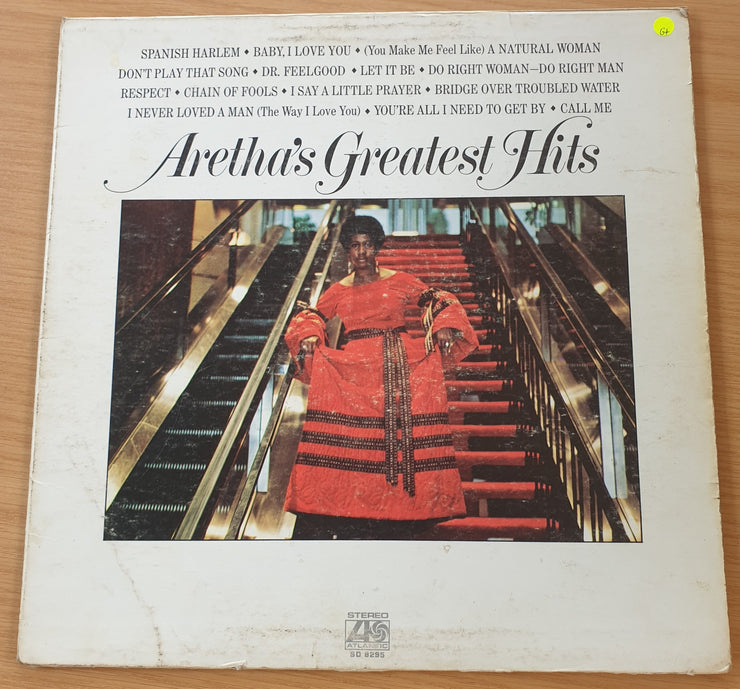 SPANISH HARLEM ♦ BABY, I LOVE YOU ♦ (You Make Me Feel Like) A NATURAL WOMAN
DON'T PLAY THAT SONG ♦ DR. FEELGOOD ♦ LET IT BE ♦ DO RIGHT WOMAN—DO RIGHT MAN
RESPECT ♦ CHAIN OF FOOLS ♦ I SAY A LITTLE PRAYER ♦ BRIDGE OVER TROUBLED WATER
I NEVER LOVED A MAN (The Way I Love You) ♦ YOU'RE ALL I NEED TO GET BY ♦ CALL ME
Aretha's Greatest Hits
STEREO
ATLANTIC
SD 8295